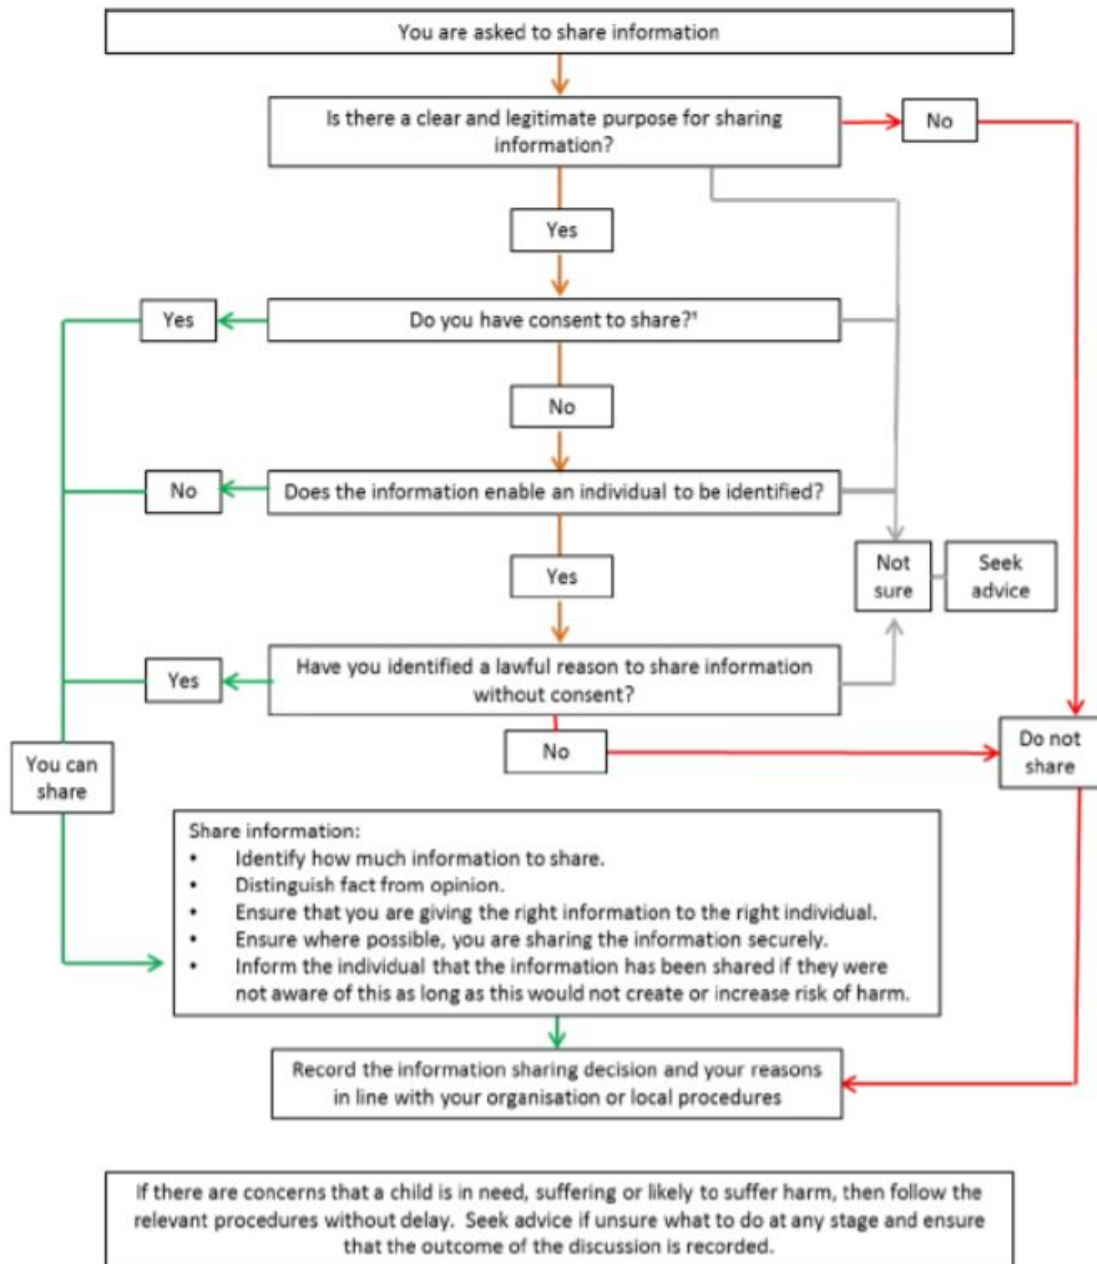 You are asked to share information
Is there a clear and legitimate purpose for sharing
information?
No
Yes
Yes
Do you have consent to share?¹
No
No
Does the information enable an individual to be identified?
Yes
Not
sure
Seek
advice
Yes
Have you identified a lawful reason to share information
without consent?
No
You can
share
Do not
share
Share information:
• Identify how much information to share.
• Distinguish fact from opinion.
• Ensure that you are giving the right information to the right individual.
• Ensure where possible, you are sharing the information securely.
• Inform the individual that the information has been shared if they were
not aware of this as long as this would not create or increase risk of harm.
Record the information sharing decision and your reasons
in line with your organisation or local procedures
If there are concerns that a child is in need, suffering or likely to suffer harm, then follow the
relevant procedures without delay. Seek advice if unsure what to do at any stage and ensure
that the outcome of the discussion is recorded.